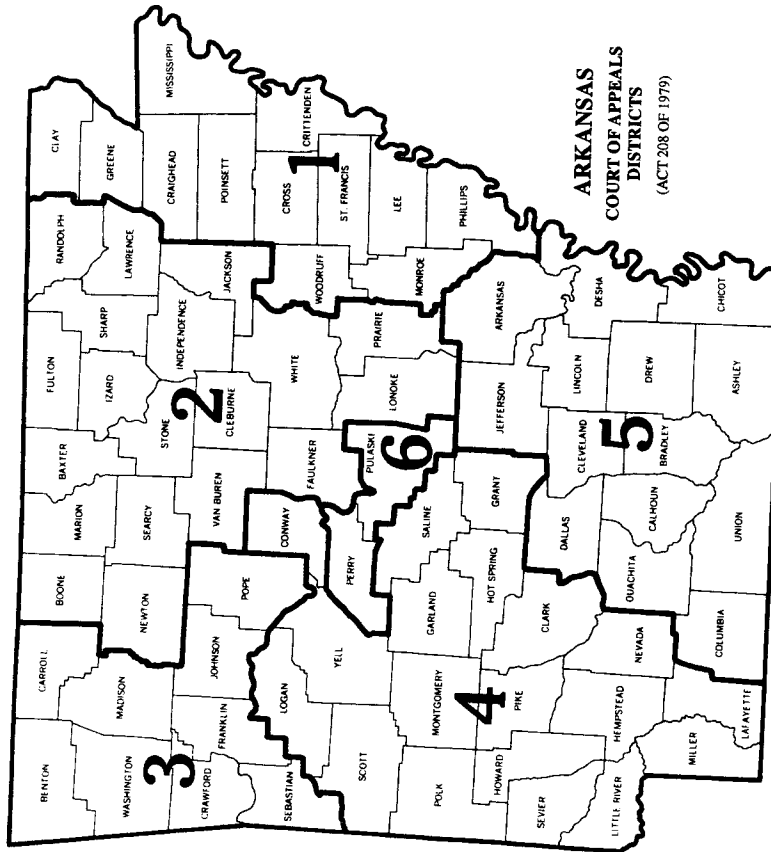 ARKANSAS
COURT OF APPEALS
DISTRICTS
(ACT 208 OF 1979)
BENTON
CARROLL
BOONE
MARION
BAXTER
FULTON
RANDOLPH
CLAY
WASHINGTON
MADISON
NEWTON
SEARCY
STONE
IZARD
SHARP
LAWRENCE
GREENE
3
CRAWFORD
FRANKLIN
JOHNSON
POPE
VAN BUREN
2
CLEBURNE
INDEPENDENCE
JACKSON
CRAIGHEAD
MISSISSIPPI
POINSETT
SEBASTIAN
LOGAN
YELL
CONWAY
FAULKNER
WHITE
WOODRUFF
CROSS
CRITTENDEN
1
ST. FRANCIS
SCOTT
PERRY
PULASKI
6
LONOKE
PRAIRIE
MONROE
LEE
PHILLIPS
POLK
MONTGOMERY
GARLAND
SALINE
4
HOWARD
PIKE
HOT SPRING
GRANT
JEFFERSON
ARKANSAS
SEVIER
CLARK
DALLAS
CLEVELAND
LINCOLN
DESHA
LITTLE RIVER
HEMPSTEAD
NEVADA
OUACHITA
CALHOUN
5
BRADLEY
DREW
MILLER
LAFAYETTE
COLUMBIA
UNION
ASHLEY
CHICOT